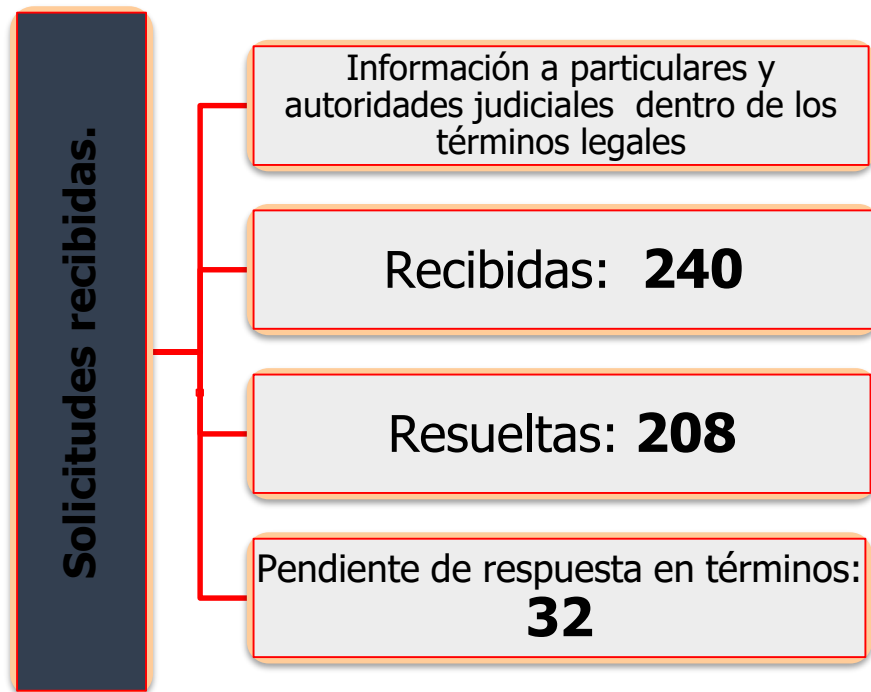 Solicitudes recibidas.
Información a particulares y
autoridades judiciales dentro de los
términos legales
Recibidas: 240
Resueltas: 208
Pendiente de respuesta en términos:
32